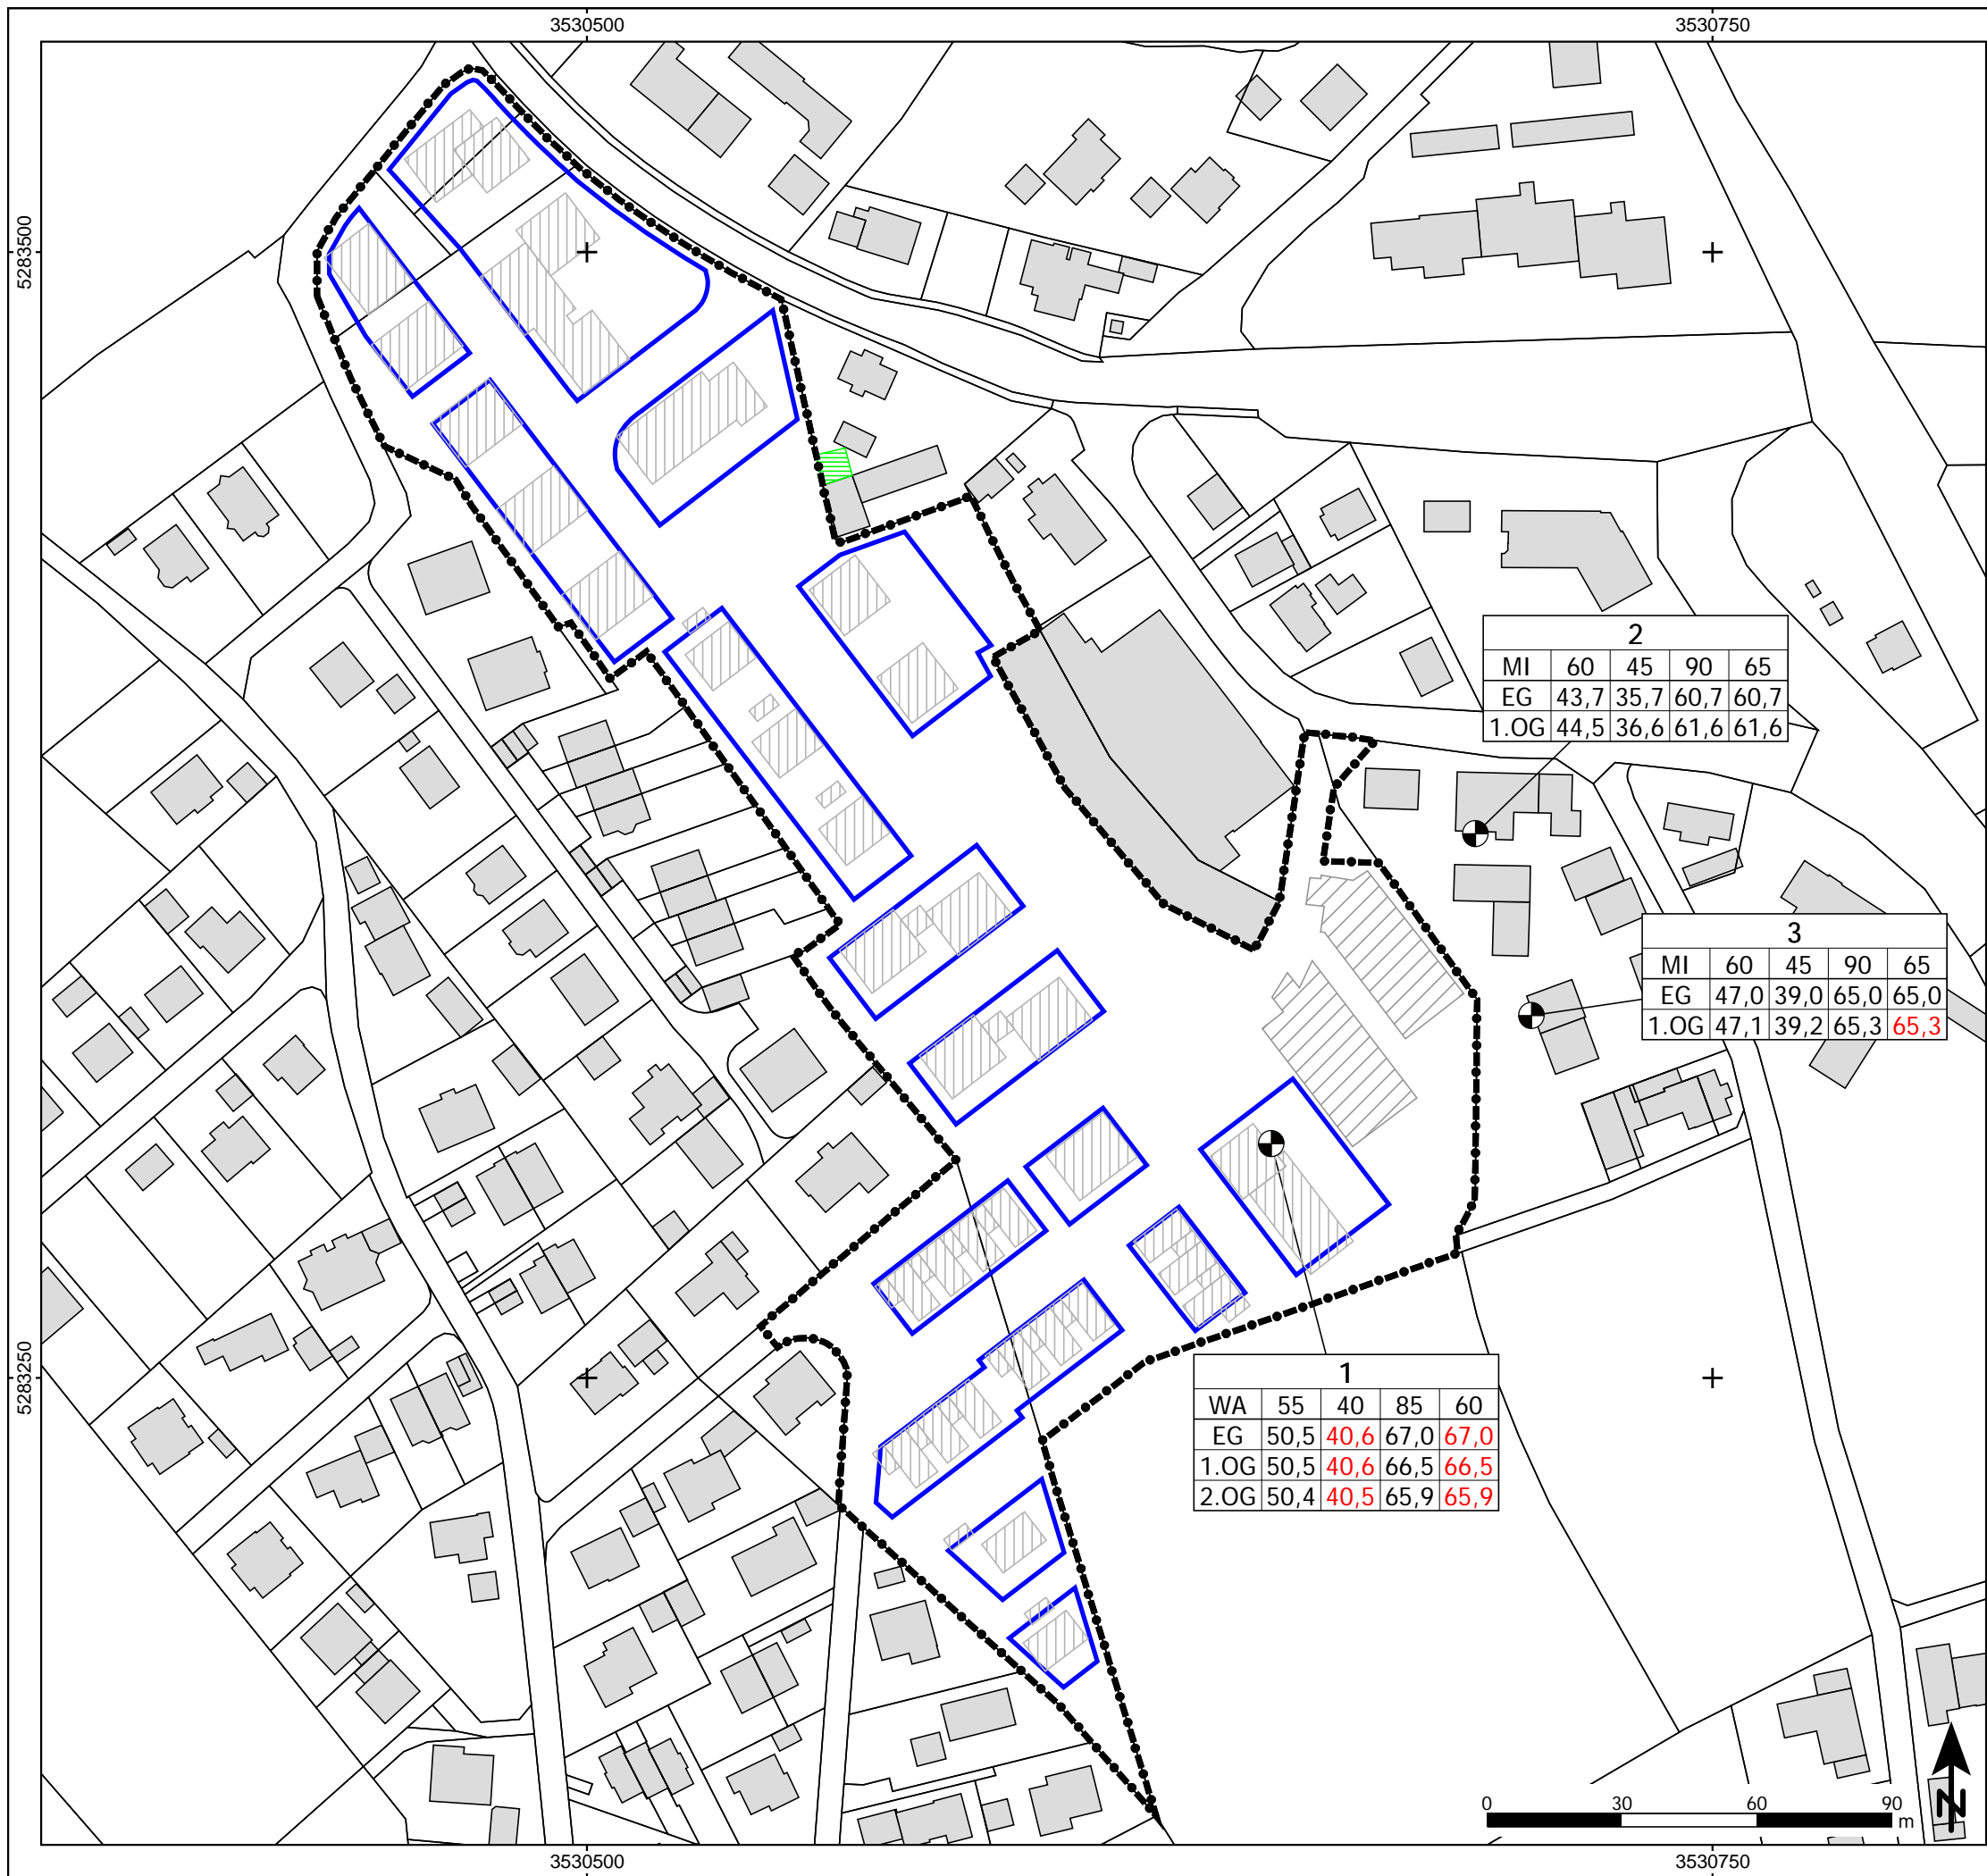 3530500 3530750
5283500
2
MI 60 45 90 65
EG 43,7 35,7 60,7 60,7
1.OG 44,5 36,6 61,6 61,6
3
MI 60 45 90 65
EG 47,0 39,0 65,0 65,0
1.OG 47,1 39,2 65,3 65,3
5283250
1
WA 55 40 85 60
EG 50,5 40,6 67,0 67,0
1.OG 50,5 40,6 66,5 66,5
2.OG 50,4 40,5 65,9 65,9
0 30 60 90
m
N
3530500 3530750